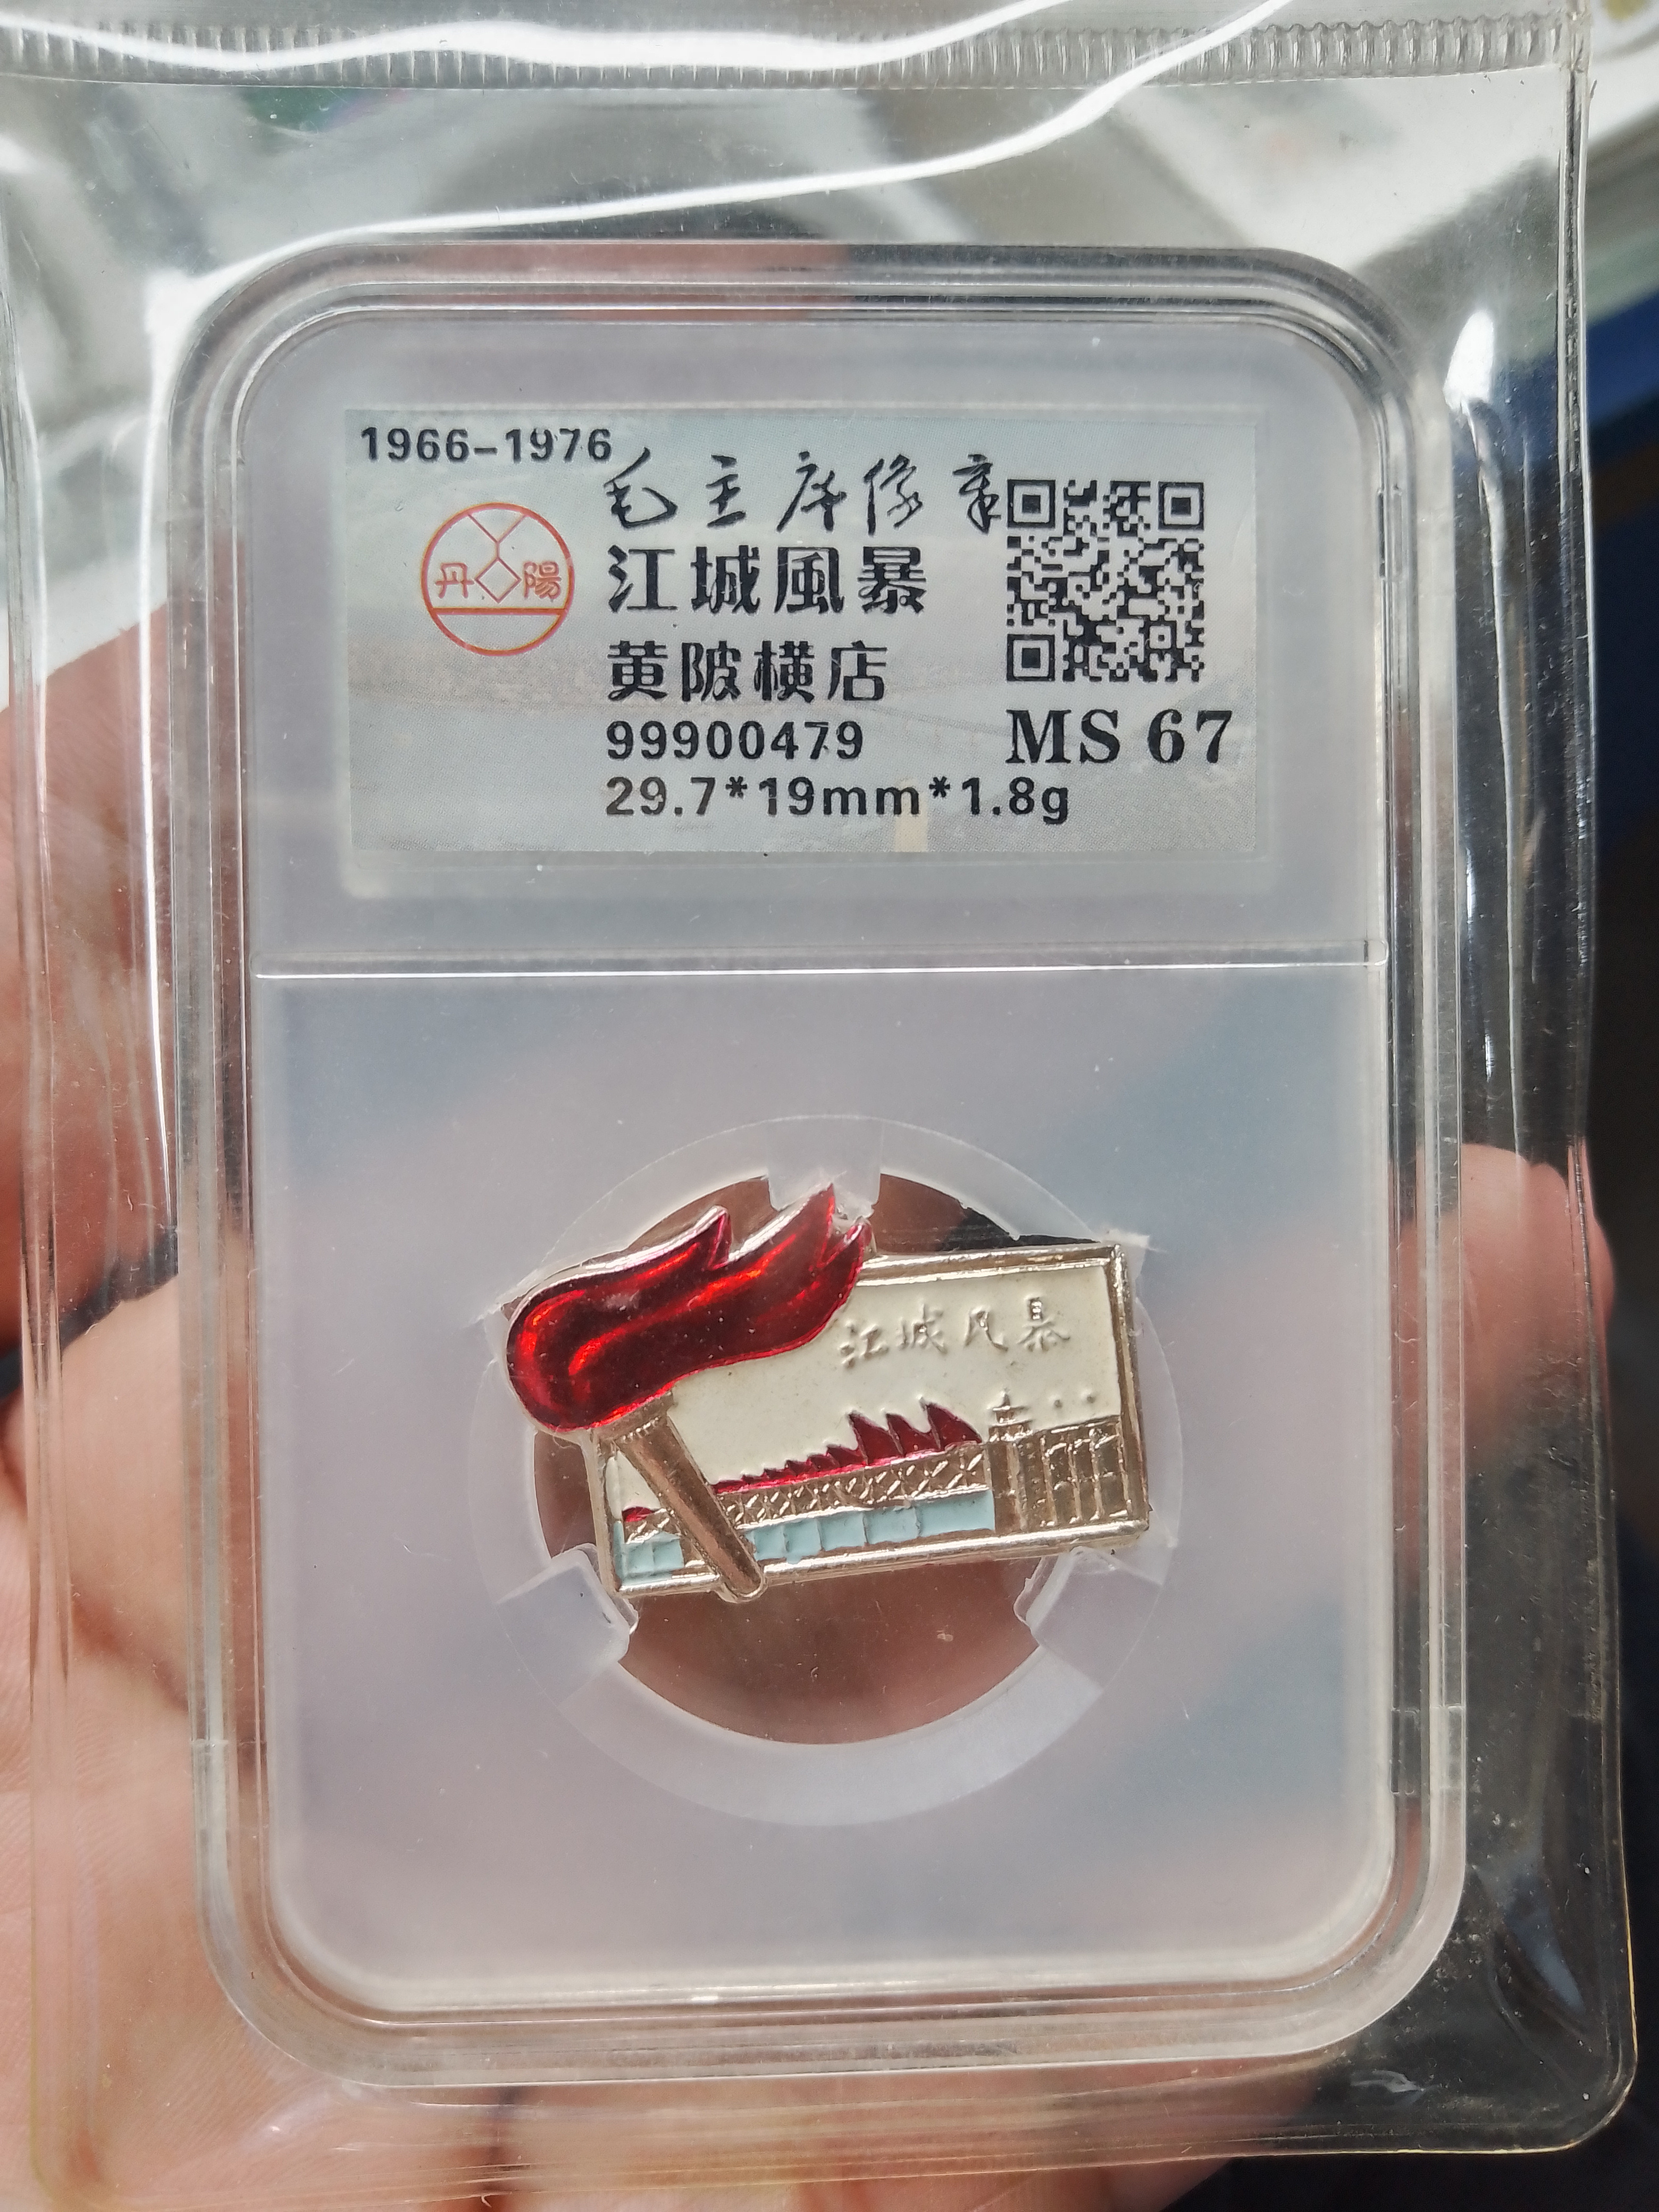 1966-1976
毛主席像章
丹陽
江城風暴
黄陂横店
99900479
MS 67
29.7*19mm*1.8g
江城风暴